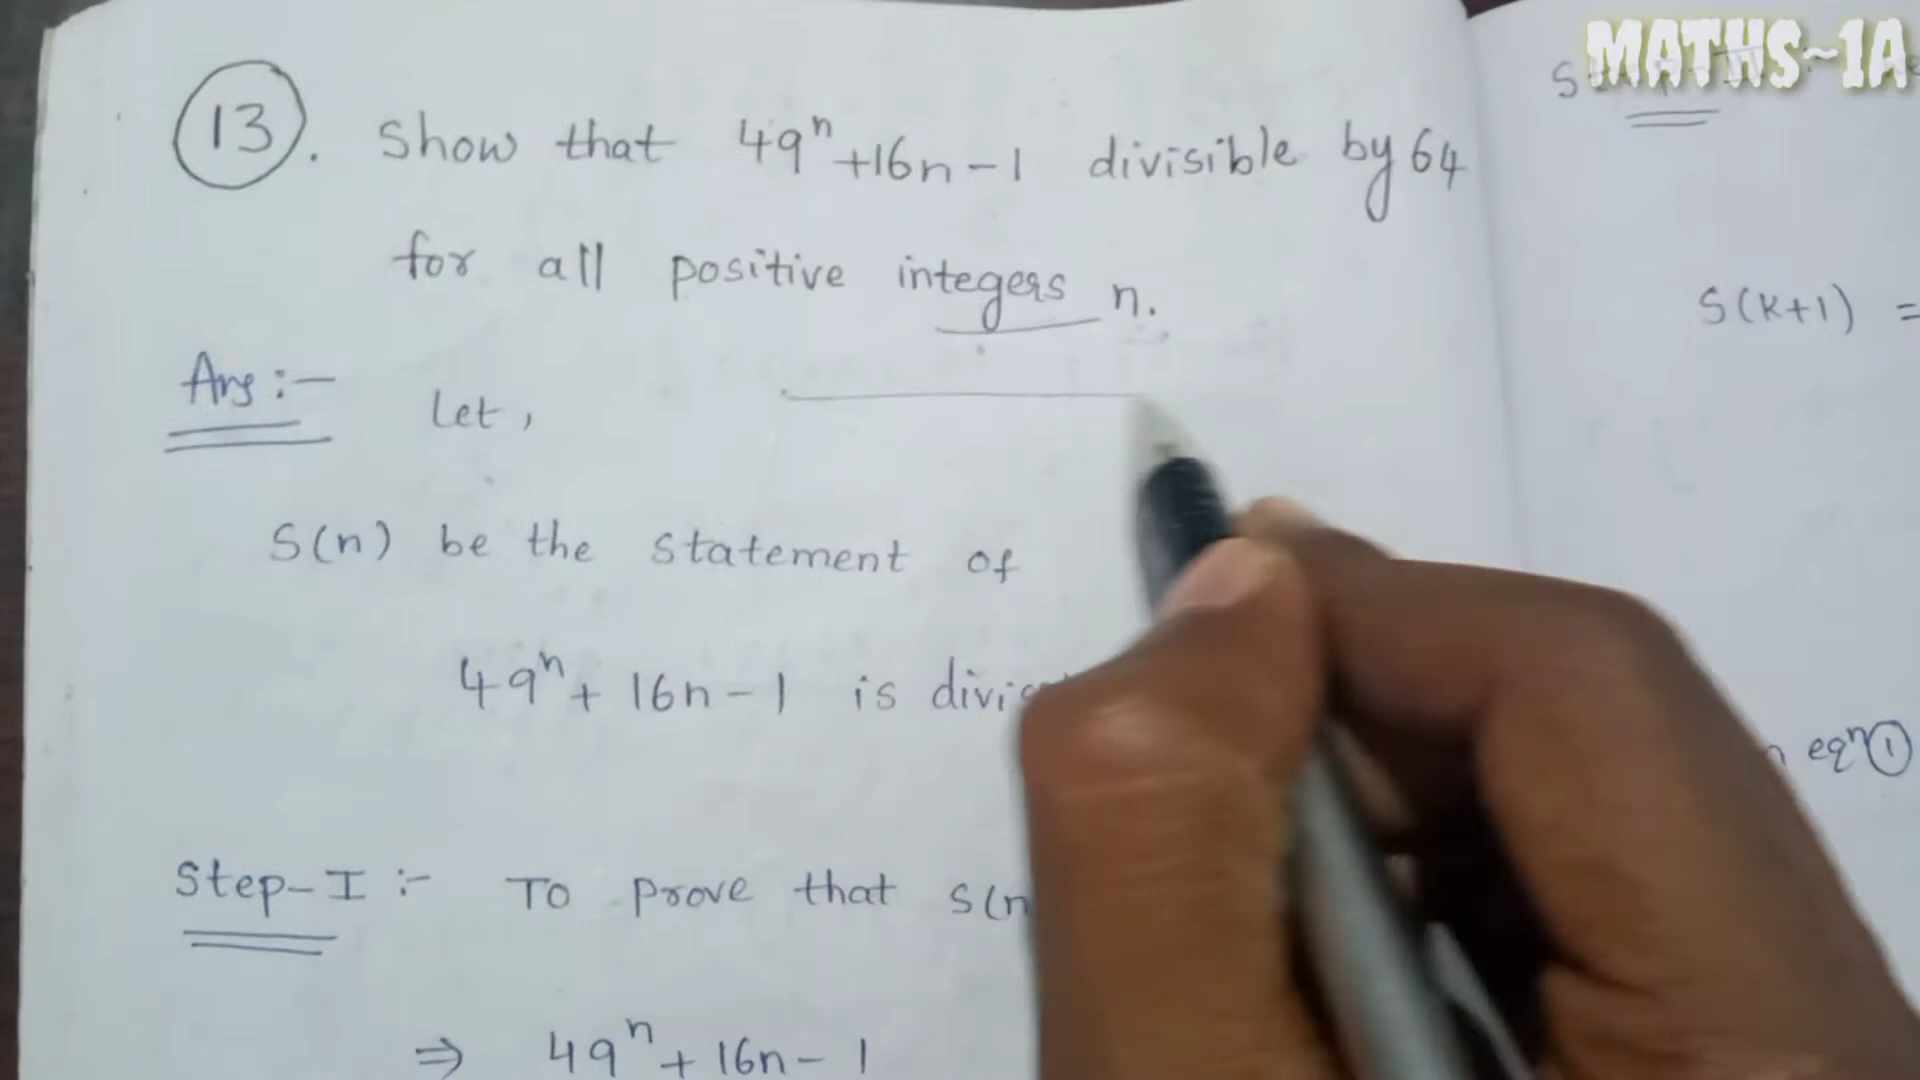 MATHS~1A
13. Show that 49ⁿ+16n-1 divisible by 64
for all positive integers n.
Ans:-
Let,
S(n) be the statement of
49ⁿ+ 16n-1 is
Step-I :- To prove that S(n
⇒ 49ⁿ+16n-1
S(k+1) =
eqⁿ①